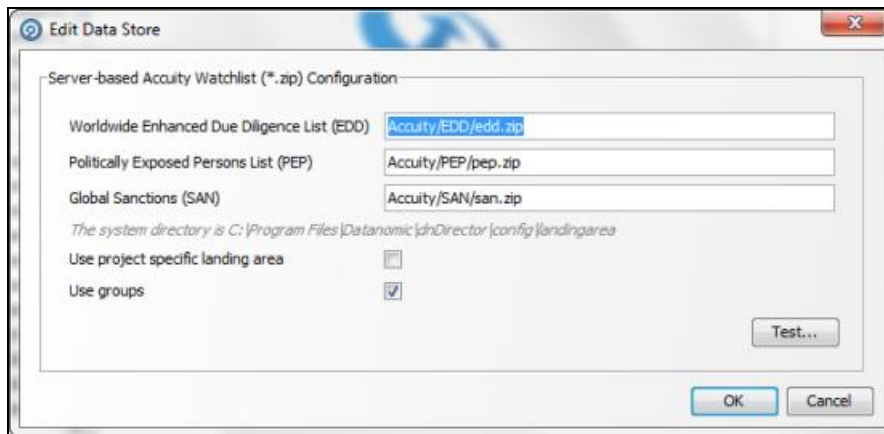 Edit Data Store
Server-based Accuity Watchlist (*.zip) Configuration
Worldwide Enhanced Due Diligence List (EDD) Accuity/EDD/edd.zip
Politically Exposed Persons List (PEP) Accuity/PEP/pep.zip
Global Sanctions (SAN) Accuity/SAN/san.zip
The system directory is C:\Program Files\Datanomic\dnDirector\config\landingarea
Use project specific landing area
Use groups
Test...
OK Cancel